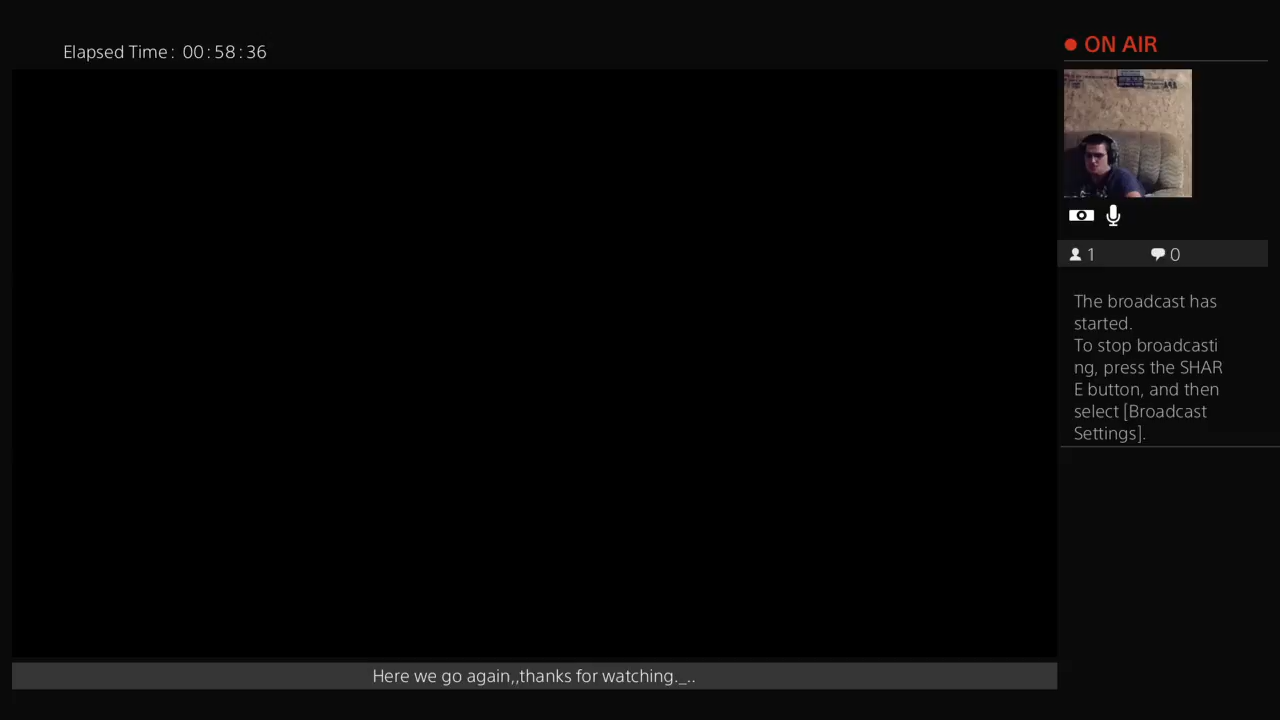 Elapsed Time: 00:58:36
ON AIR
1 0
The broadcast has
started.
To stop broadcasti
ng, press the SHAR
E button, and then
select [Broadcast
Settings].
Here we go again,,thanks for watching._..